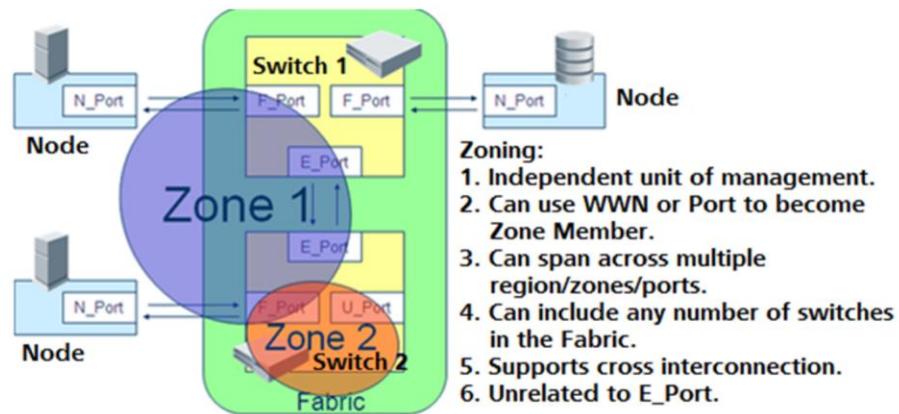 Switch 1
N_Port
F_Port
F_Port
N_Port
Node
Node
E_Port
Zone 1
E_Port
N_Port
F_Port
U_Port
Zone 2
Node
Switch 2
Fabric
Zoning:
1. Independent unit of management.
2. Can use WWN or Port to become
Zone Member.
3. Can span across multiple
region/zones/ports.
4. Can include any number of switches
in the Fabric.
5. Supports cross interconnection.
6. Unrelated to E_Port.